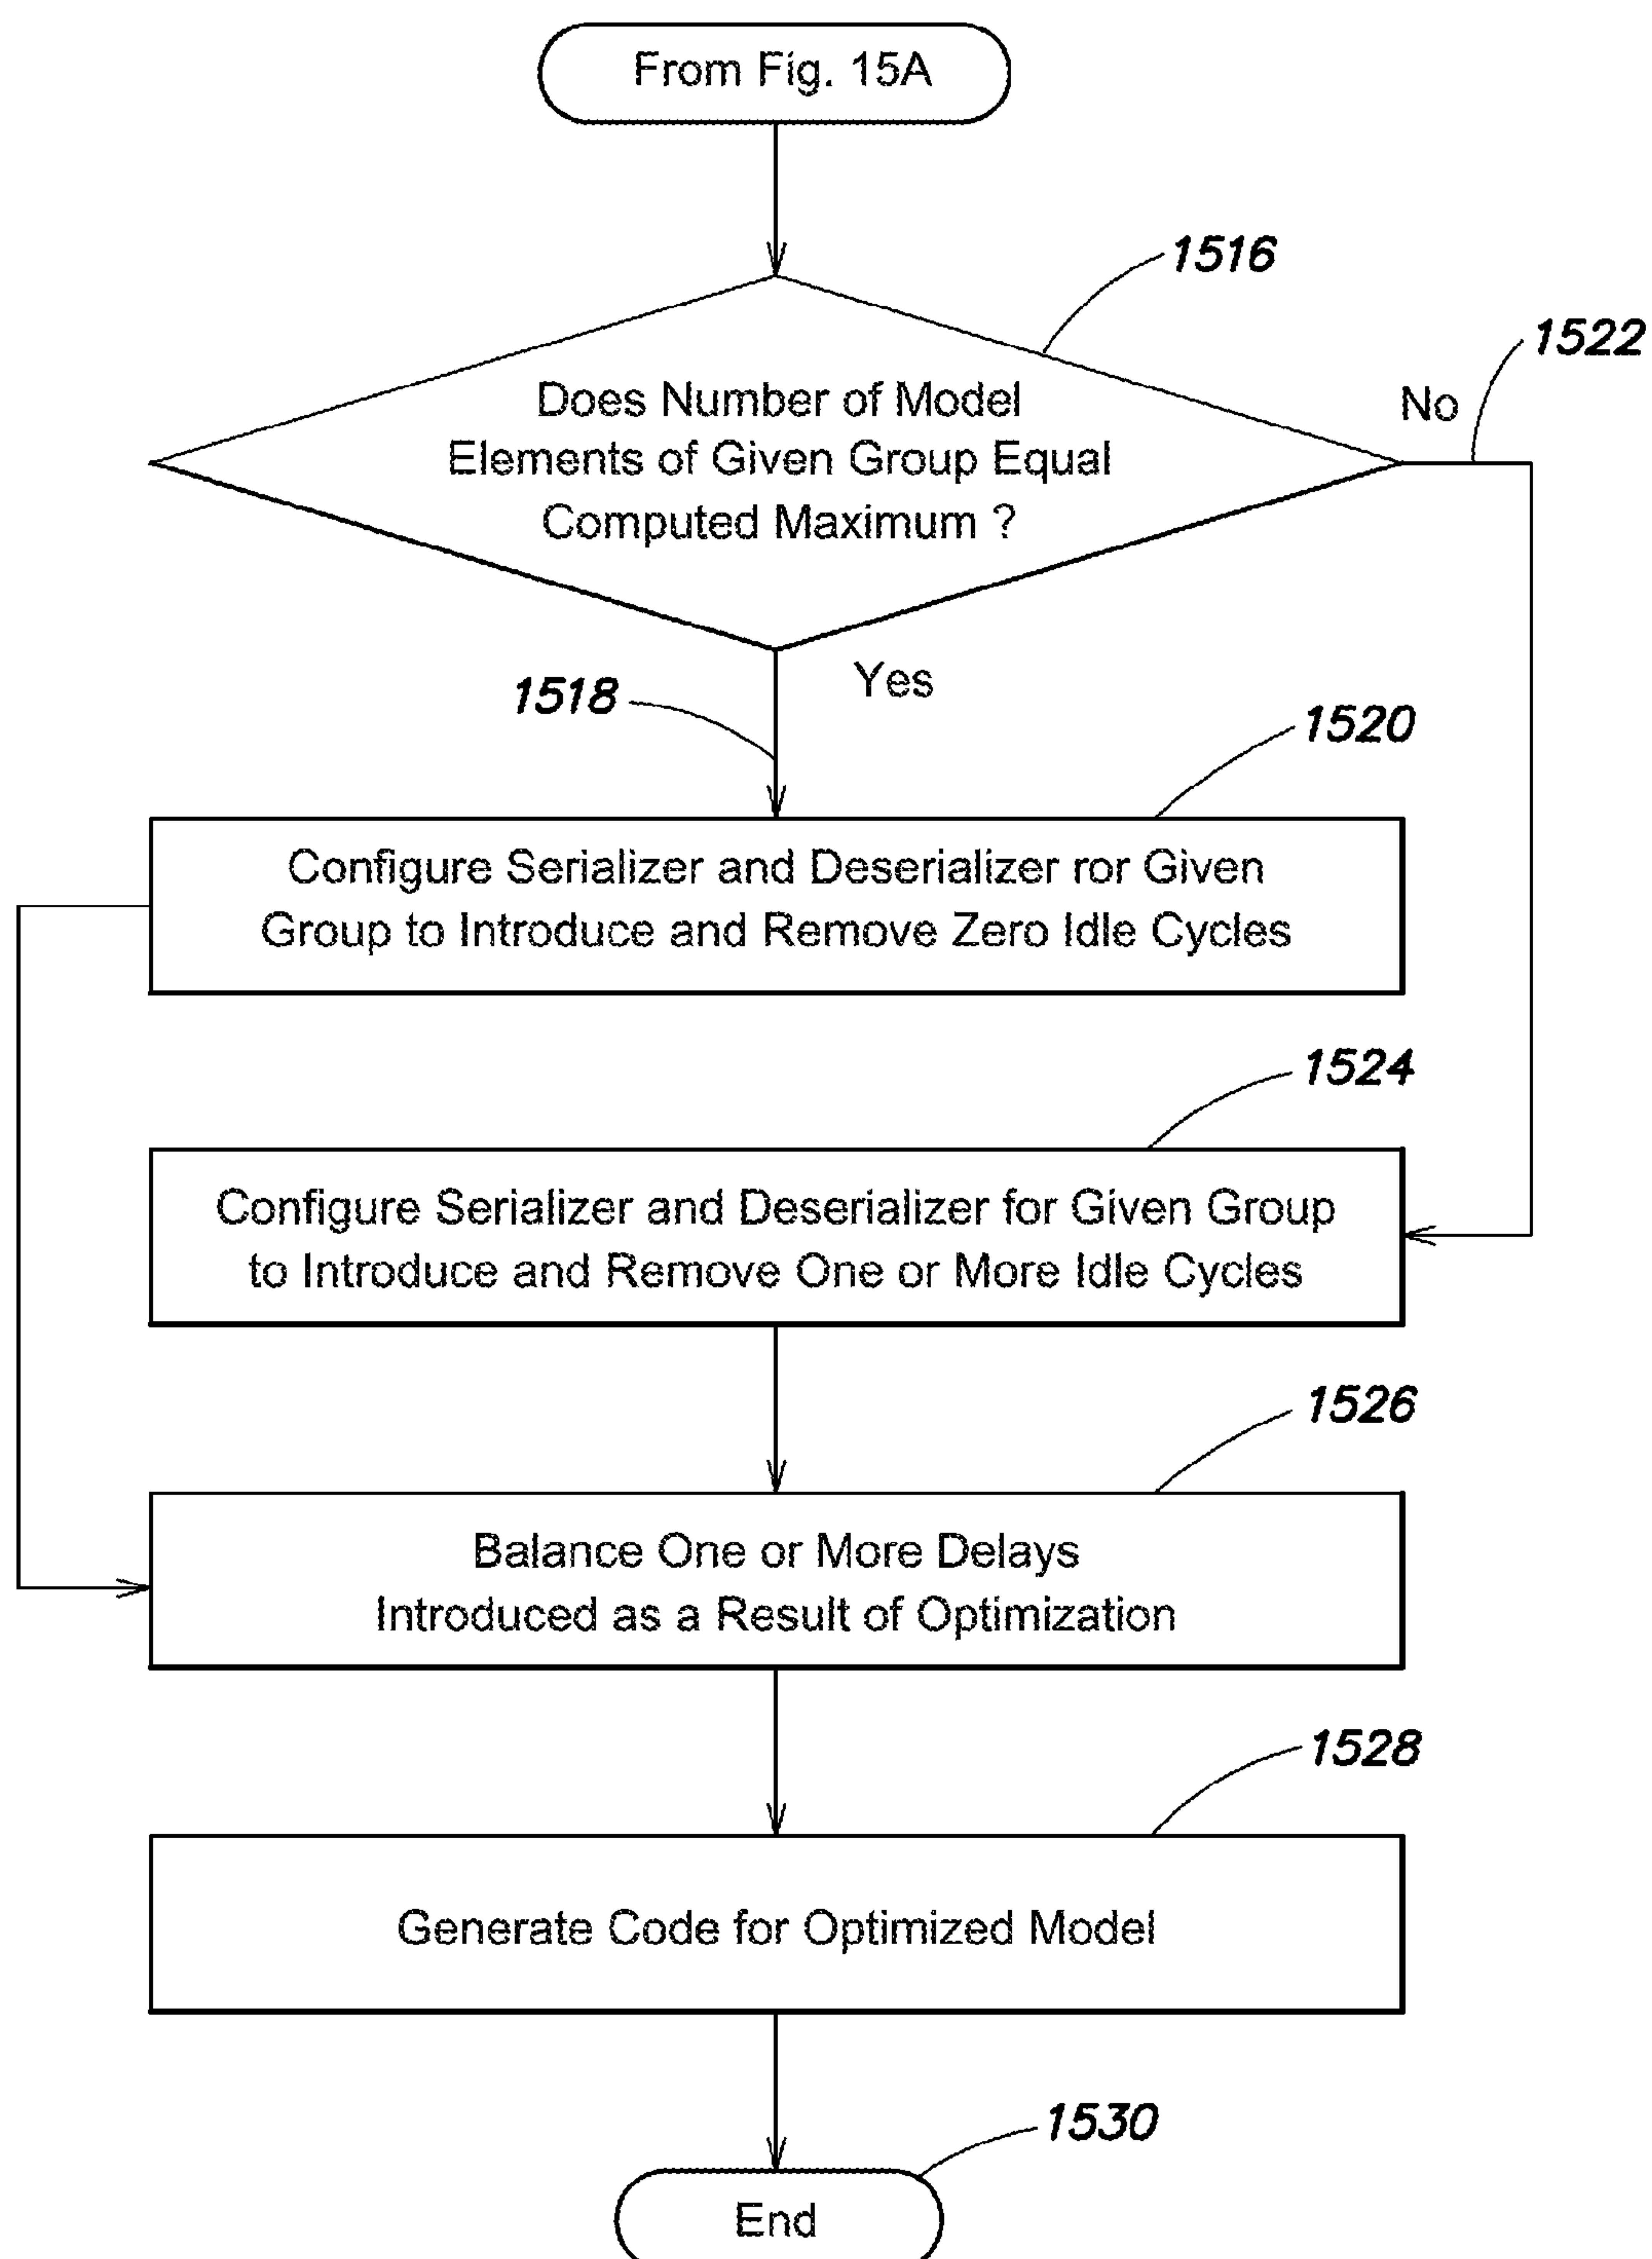 From Fig. 15A
1516
1522
No
Does Number of Model
Elements of Given Group Equal
Computed Maximum ?
Yes
1518
1520
Configure Serializer and Deserializer ror Given
Group to Introduce and Remove Zero Idle Cycles
1524
Configure Serializer and Deserializer for Given Group
to Introduce and Remove One or More Idle Cycles
1526
Balance One or More Delays
Introduced as a Result of Optimization
1528
Generate Code for Optimized Model
1530
End